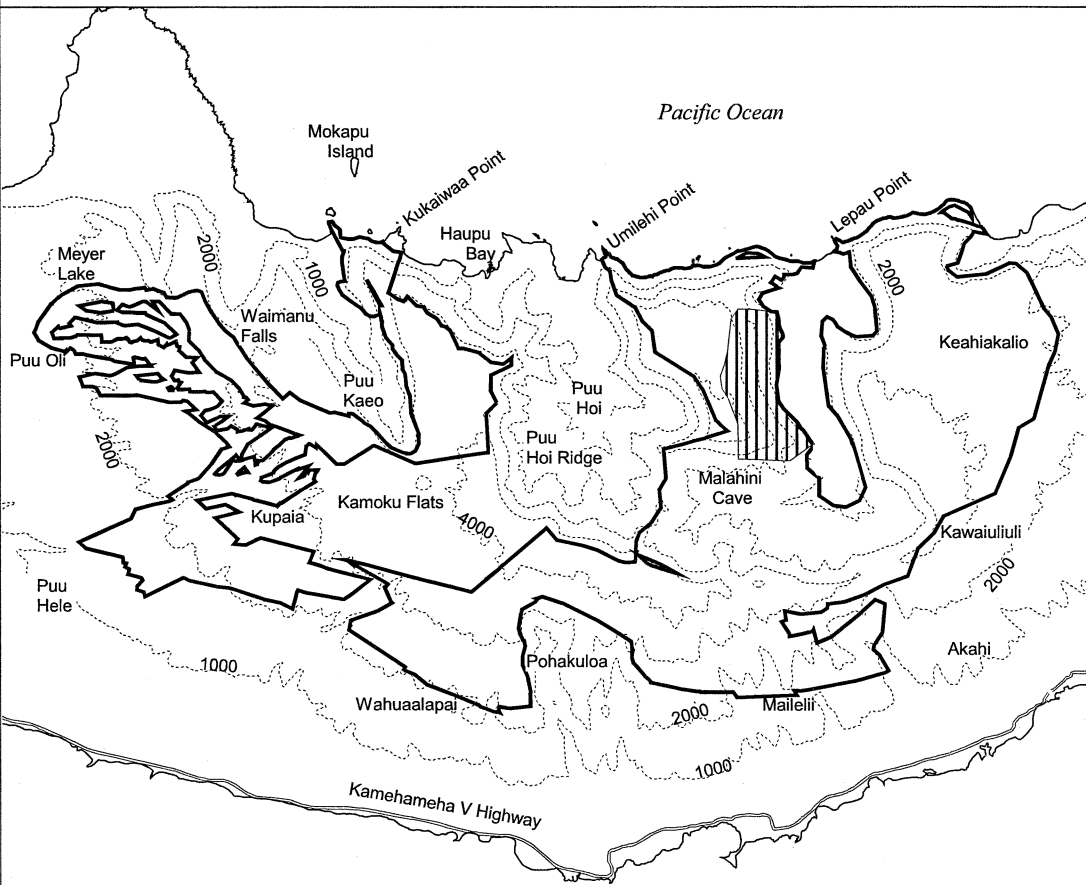 Pacific Ocean
Mokapu
Island
Kukaiwaa Point
Umilehi Point
Lepau Point
Haupu
Bay
Meyer
Lake
2000
1000
2000
Waimanu
Falls
Puu Oli
Keahiakalio
Puu
Kaeo
Puu
Hoi
Puu
Hoi Ridge
2000
Malahini
Cave
Kamoku Flats
Kupaia
4000
Kawaiuliuli
2000
Puu
Hele
Akahi
1000
Pohakuloa
Wahuaalapai
2000
Mailelii
1000
Kamehameha V Highway